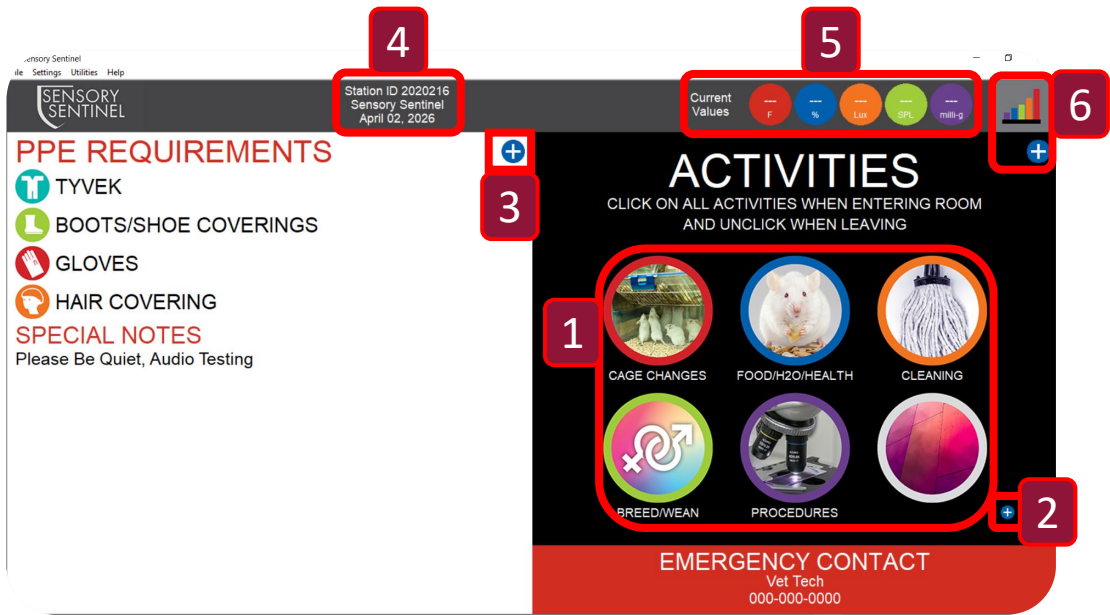 4
5
ensory Sentinel
Settings Utilities Help
SENSORY
SENTINEL
Station ID 2020216
Sensory Sentinel
April 02, 2026
Current
Values
---
F
---
%
---
Lux
---
SPL
---
milli-g
6
PPE REQUIREMENTS
TYVEK
BOOTS/SHOE COVERINGS
GLOVES
HAIR COVERING
SPECIAL NOTES
Please Be Quiet, Audio Testing
3
ACTIVITIES
CLICK ON ALL ACTIVITIES WHEN ENTERING ROOM
AND UNCLICK WHEN LEAVING
1
CAGE CHANGES
FOOD/H2O/HEALTH
CLEANING
BREED/WEAN
PROCEDURES
2
EMERGENCY CONTACT
Vet Tech
000-000-0000